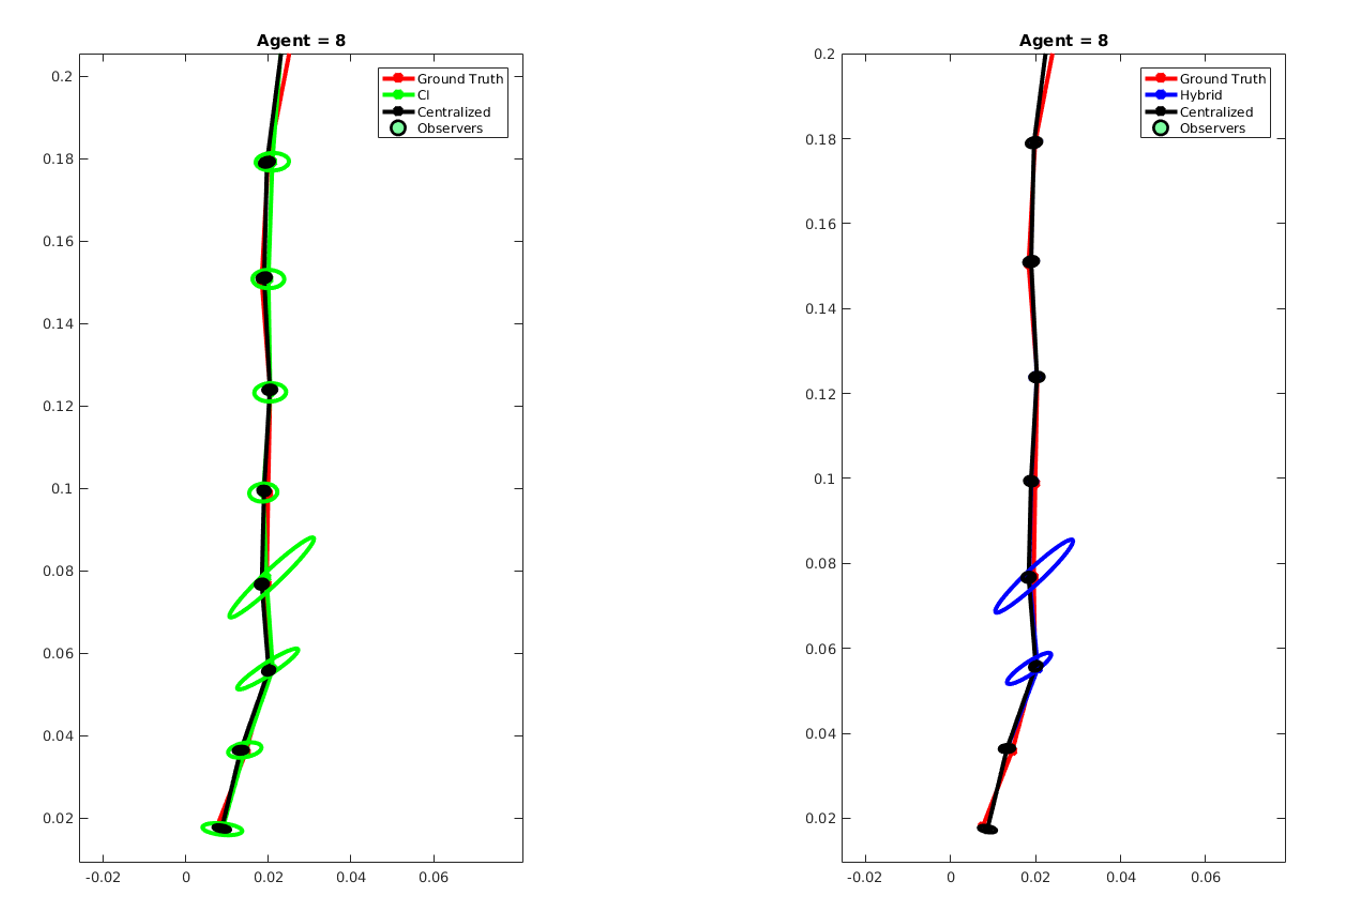 Agent = 8
Ground Truth
CI
Centralized
Observers
0.2
0.18
0.16
0.14
0.12
0.1
0.08
0.06
0.04
0.02
-0.02 0 0.02 0.04 0.06
Agent = 8
Ground Truth
Hybrid
Centralized
Observers
0.2
0.18
0.16
0.14
0.12
0.1
0.08
0.06
0.04
0.02
-0.02 0 0.02 0.04 0.06